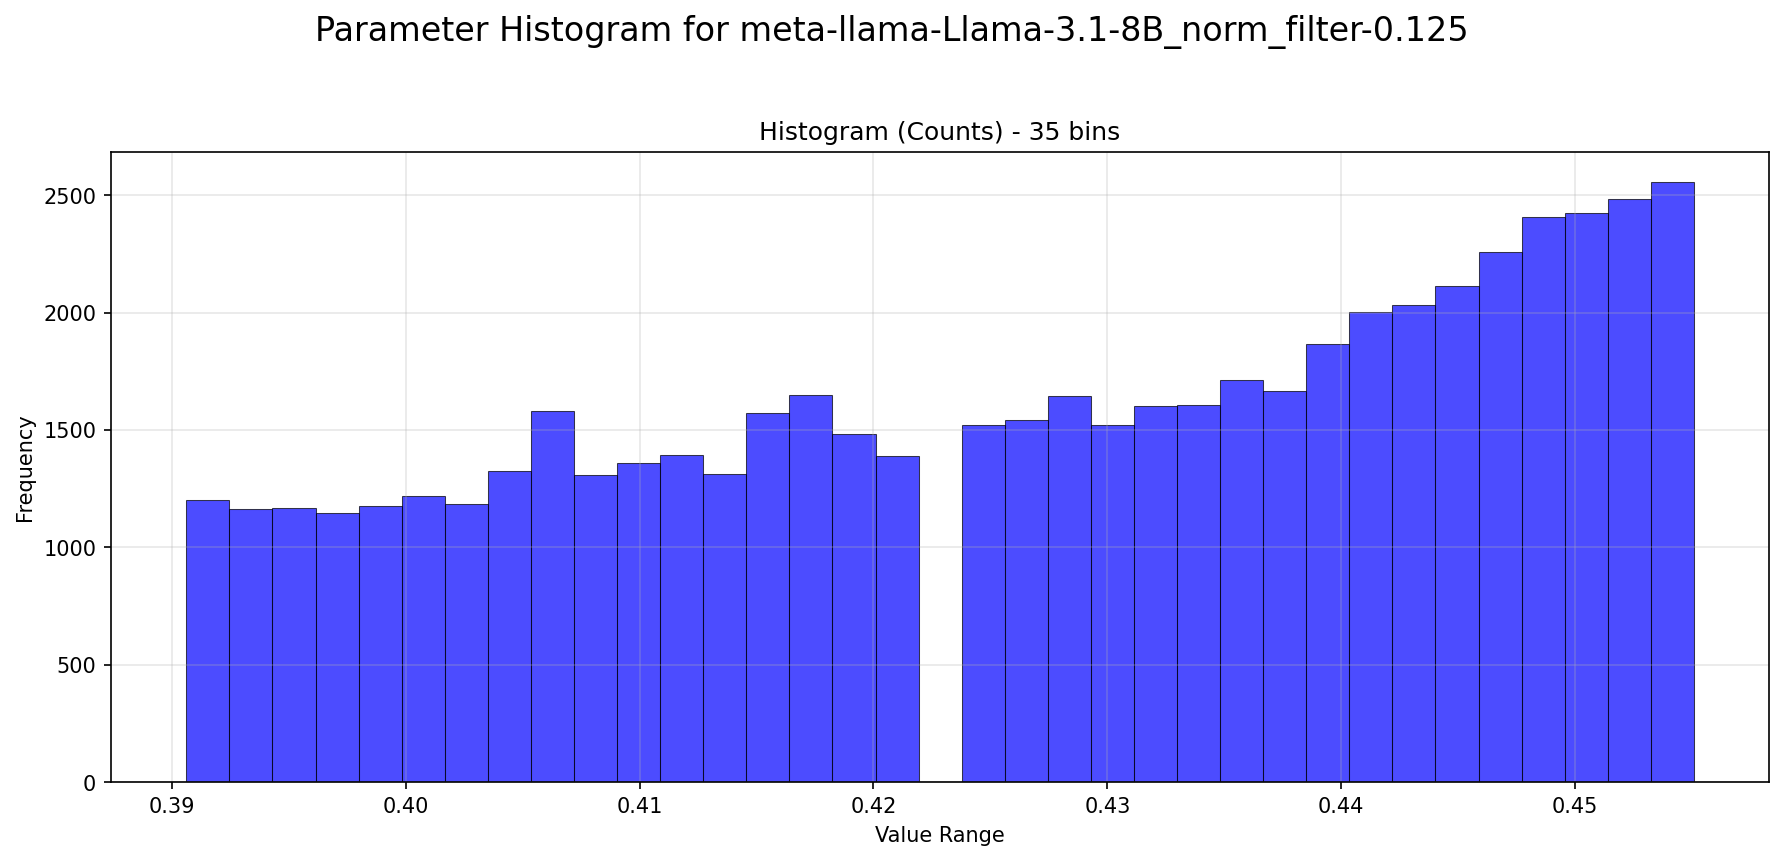 Parameter Histogram for meta-llama-Llama-3.1-8B_norm_filter-0.125
Histogram (Counts) - 35 bins
2500
2000
1500
1000
500
0
Frequency
0.39 0.40 0.41 0.42 0.43 0.44 0.45
Value Range